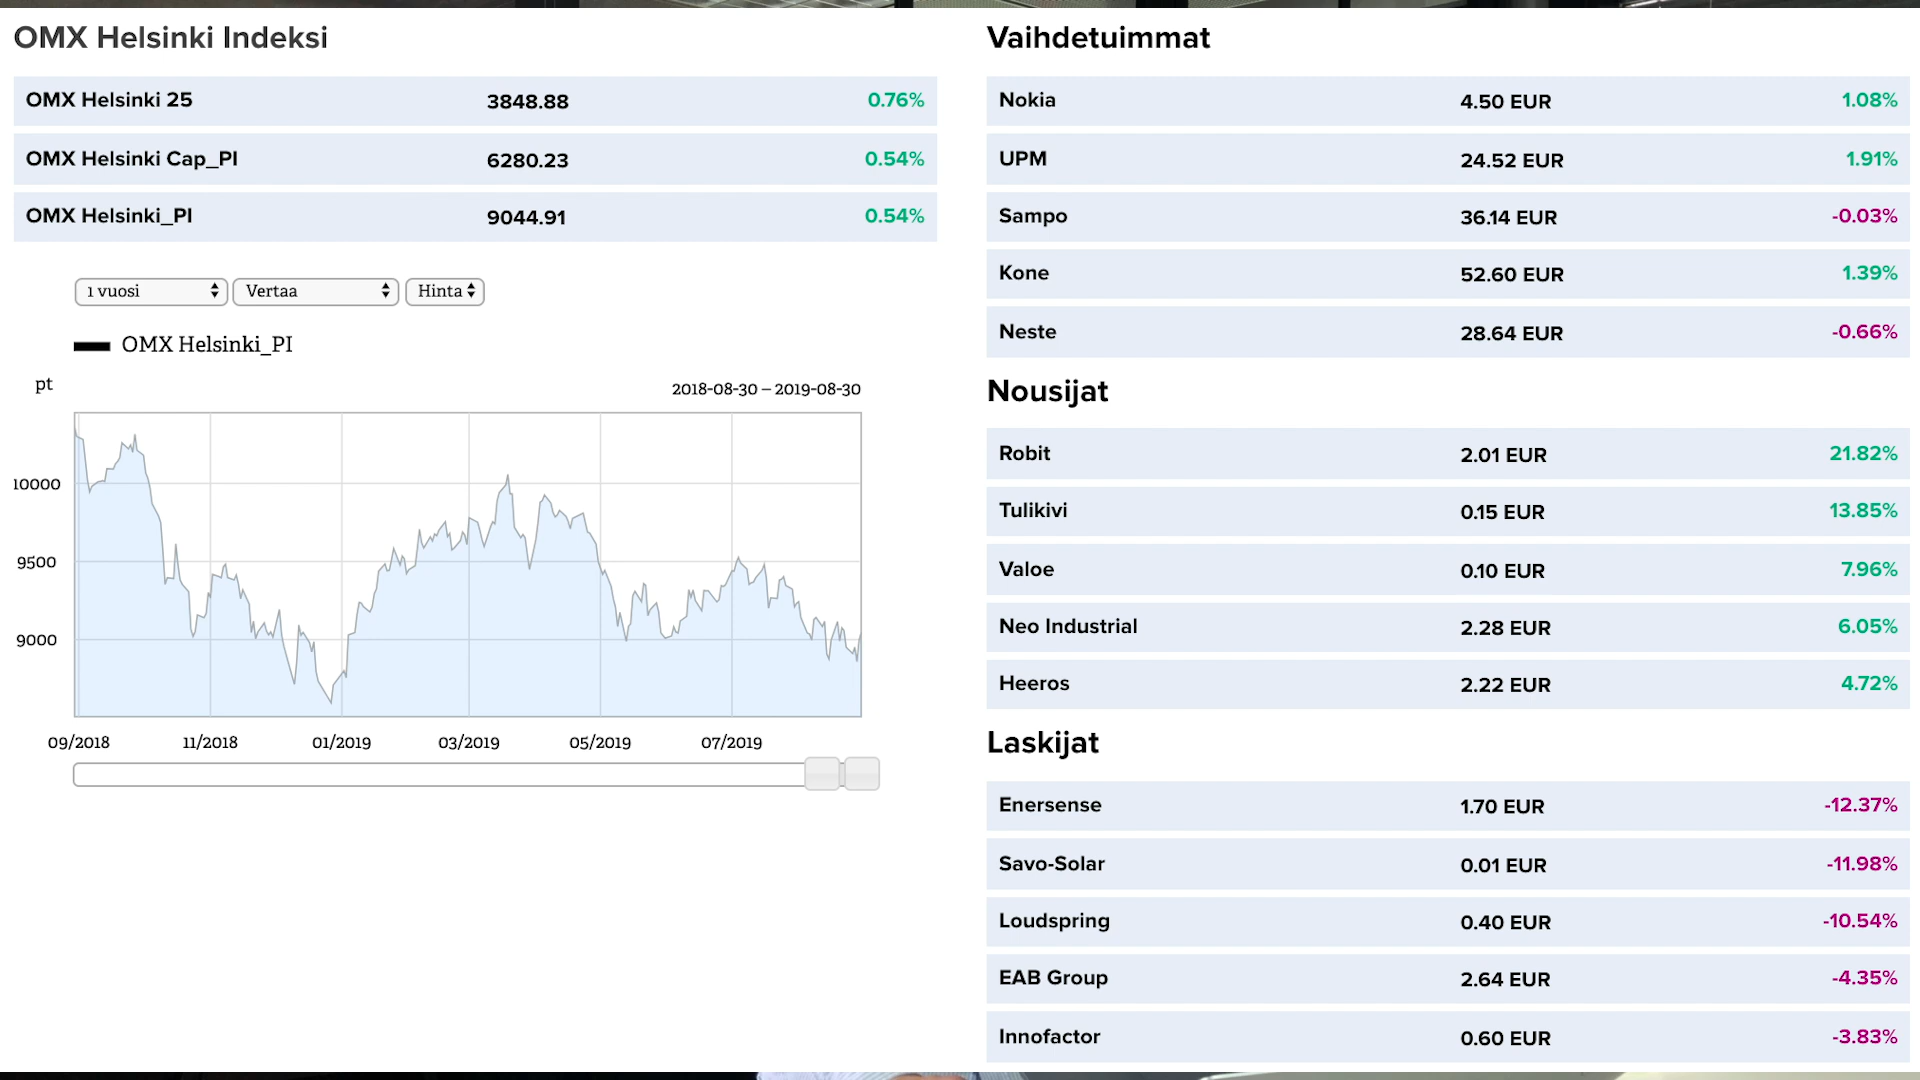 OMX Helsinki Indeksi
OMX Helsinki 25 3848.88 0.76%
OMX Helsinki Cap_PI 6280.23 0.54%
OMX Helsinki_PI 9044.91 0.54%
1 vuosi Vertaa Hinta
OMX Helsinki_PI
pt
2018-08-30 – 2019-08-30
10000
9500
9000
09/2018 11/2018 01/2019 03/2019 05/2019 07/2019
Vaihdetuimmat
Nokia 4.50 EUR 1.08%
UPM 24.52 EUR 1.91%
Sampo 36.14 EUR -0.03%
Kone 52.60 EUR 1.39%
Neste 28.64 EUR -0.66%
Nousijat
Robit 2.01 EUR 21.82%
Tulikivi 0.15 EUR 13.85%
Valoe 0.10 EUR 7.96%
Neo Industrial 2.28 EUR 6.05%
Heeros 2.22 EUR 4.72%
Laskijat
Enersense 1.70 EUR -12.37%
Savo-Solar 0.01 EUR -11.98%
Loudspring 0.40 EUR -10.54%
EAB Group 2.64 EUR -4.35%
Innofactor 0.60 EUR -3.83%